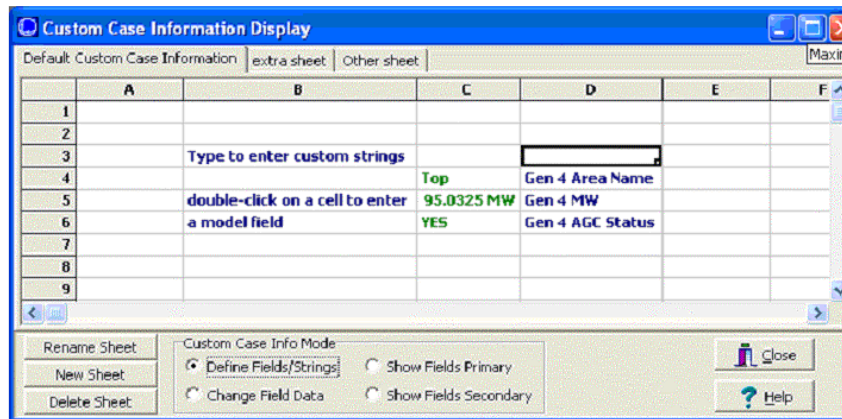 Custom Case Information Display
Default Custom Case Information extra sheet Other sheet
A B C D E F
1
2
3 Type to enter custom strings
4 Top Gen 4 Area Name
5 double-click on a cell to enter 95.0325 MW Gen 4 MW
6 a model field YES Gen 4 AGC Status
7
8
9
Rename Sheet
New Sheet
Delete Sheet
Custom Case Info Mode
Define Fields/Strings Show Fields Primary
Change Field Data Show Fields Secondary
Close
Help